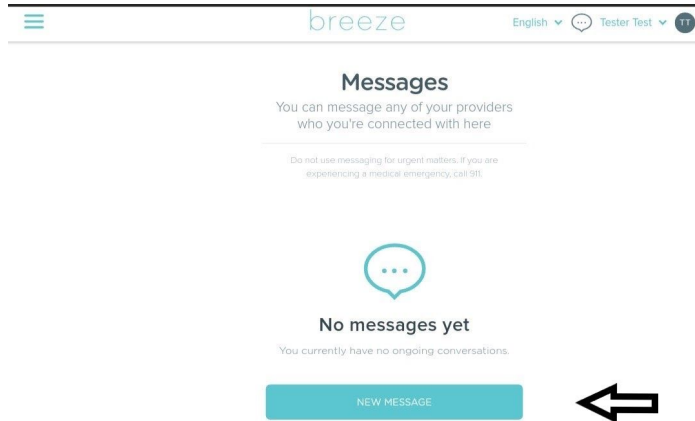 breeze English Tester Test TT
Messages
You can message any of your providers
who you're connected with here
Do not use messaging for urgent matters. If you are
experiencing a medical emergency, call 911.
No messages yet
You currently have no ongoing conversations.
NEW MESSAGE